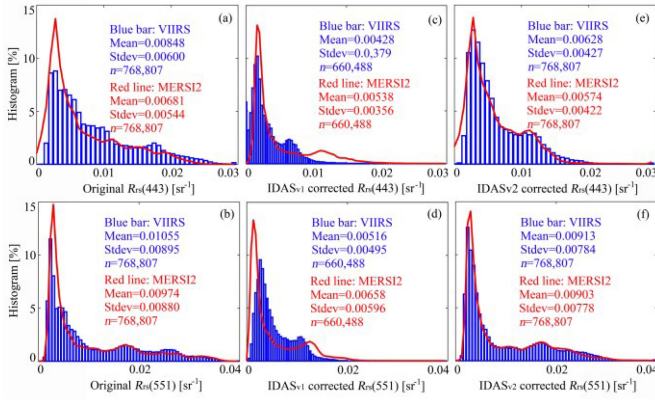 (a)
Blue bar: VIIRS
Mean=0.00848
Stdev=0.00600
n=768,807
Red line: MERSI2
Mean=0.00681
Stdev=0.00544
n=768,807
Histogram [%]
15
10
5
0
0
0.01
0.02
0.03
Original Rrs(443) [sr-1]
(c)
Blue bar: VIIRS
Mean=0.00428
Stdev=0.0,379
n=660,488
Red line: MERSI2
Mean=0.00538
Stdev=0.00356
n=660,488
0
0.01
0.02
0.03
IDASv1 corrected Rrs(443) [sr-1]
(e)
Blue bar: VIIRS
Mean=0.00628
Stdev=0.00427
n=768,807
Red line: MERSI2
Mean=0.00574
Stdev=0.00422
n=768,807
0
0.01
0.02
0.03
IDASv2 corrected Rrs(443) [sr-1]
(b)
Blue bar: VIIRS
Mean=0.01055
Stdev=0.00895
n=768,807
Red line: MERSI2
Mean=0.00974
Stdev=0.00880
n=768,807
Histogram [%]
15
10
5
0
0
0.02
0.04
Original Rrs(551) [sr-1]
(d)
Blue bar: VIIRS
Mean=0.00516
Stdev=0.00495
n=660,488
Red line: MERSI2
Mean=0.00658
Stdev=0.00596
n=660,488
0
0.02
0.04
IDASv1 corrected Rrs(551) [sr-1]
(f)
Blue bar: VIIRS
Mean=0.00913
Stdev=0.00784
n=768,807
Red line: MERSI2
Mean=0.00903
Stdev=0.00778
n=768,807
0
0.02
0.04
IDASv2 corrected Rrs(551) [sr-1]